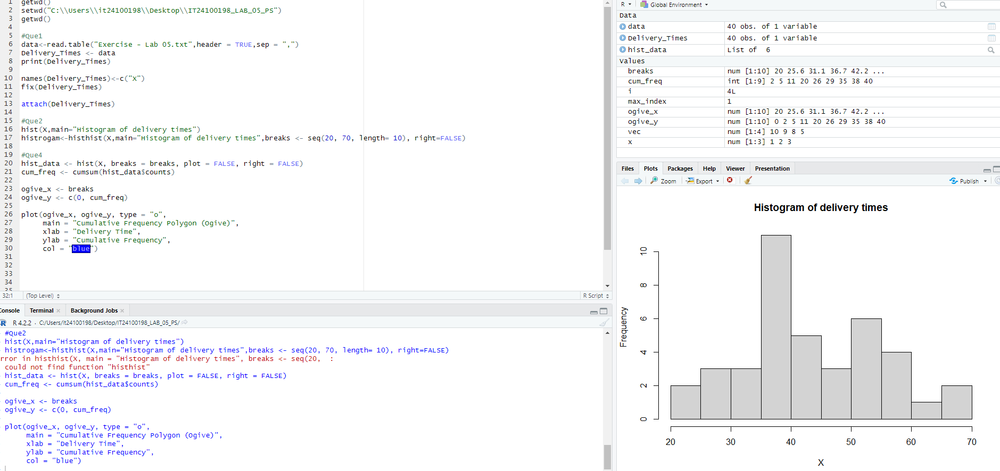 1 getwd()
2 setwd("C:\\Users\\it24100198\\Desktop\\IT24100198_LAB_05_PS")
3 getwd()
4
5 #Que1
6 data<-read.table("Exercise - Lab 05.txt",header = TRUE,sep = ",")
7 Delivery_Times <- data
8 print(Delivery_Times)
9
10 names(Delivery_Times)<-c("X")
11 fix(Delivery_Times)
12
13 attach(Delivery_Times)
14
15 #Que2
16 hist(X,main="Histogram of delivery times")
17 histrogam<-histhist(X,main="Histogram of delivery times",breaks <- seq(20, 70, length= 10), right=FALSE)
18
19 #Que4
20 hist_data <- hist(X, breaks = breaks, plot = FALSE, right = FALSE)
21 cum_freq <- cumsum(hist_data$counts)
22
23 ogive_x <- breaks
24 ogive_y <- c(0, cum_freq)
25
26 plot(ogive_x, ogive_y, type = "o",
27 main = "Cumulative Frequency Polygon (Ogive)",
28 xlab = "Delivery Time",
29 ylab = "Cumulative Frequency",
30 col = "blue")
31
32
33
34
35
32:1 (Top Level) R Script
Console Terminal Background Jobs
R 4.2.2 · C:/Users/it24100198/Desktop/IT24100198_LAB_05_PS/
#Que2
hist(X,main="Histogram of delivery times")
histrogam<-histhist(X,main="Histogram of delivery times",breaks <- seq(20, 70, length= 10), right=FALSE)
rror in histhist(X, main = "Histogram of delivery times", breaks <- seq(20, :
could not find function "histhist"
hist_data <- hist(X, breaks = breaks, plot = FALSE, right = FALSE)
cum_freq <- cumsum(hist_data$counts)
ogive_x <- breaks
ogive_y <- c(0, cum_freq)
plot(ogive_x, ogive_y, type = "o",
main = "Cumulative Frequency Polygon (Ogive)",
xlab = "Delivery Time",
ylab = "Cumulative Frequency",
col = "blue")
R Global Environment
Data
data 40 obs. of 1 variable
Delivery_Times 40 obs. of 1 variable
hist_data List of 6
Values
breaks num [1:10] 20 25.6 31.1 36.7 42.2 ...
cum_freq int [1:9] 2 5 11 20 26 29 35 38 40
i 4L
max_index 1
ogive_x num [1:10] 20 25.6 31.1 36.7 42.2 ...
ogive_y num [1:10] 0 2 5 11 20 26 29 35 38 40
vec num [1:4] 10 9 8 5
x num [1:3] 1 2 3
Files Plots Packages Help Viewer Presentation
Zoom Export Publish
Histogram of delivery times
Frequency
10
8
6
4
2
0
20 30 40 50 60 70
X